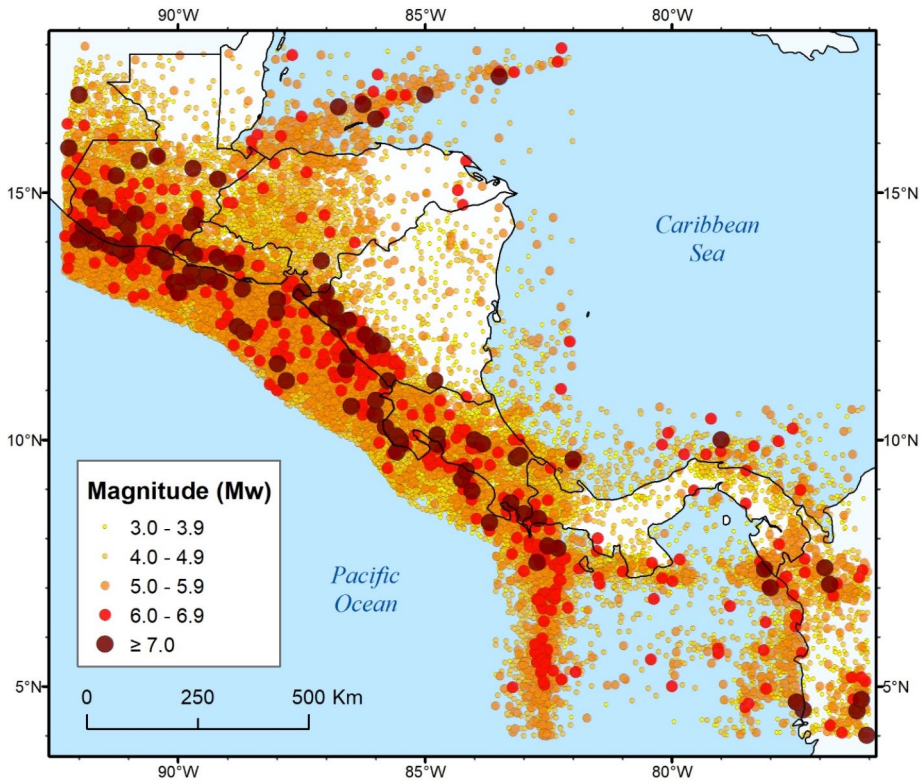 90°W 85°W 80°W
15°N 15°N
Caribbean
Sea
10°N 10°N
Magnitude (Mw)
3.0 - 3.9
4.0 - 4.9
5.0 - 5.9
6.0 - 6.9
≥ 7.0
Pacific
Ocean
5°N 5°N
0 250 500 Km
90°W 85°W 80°W